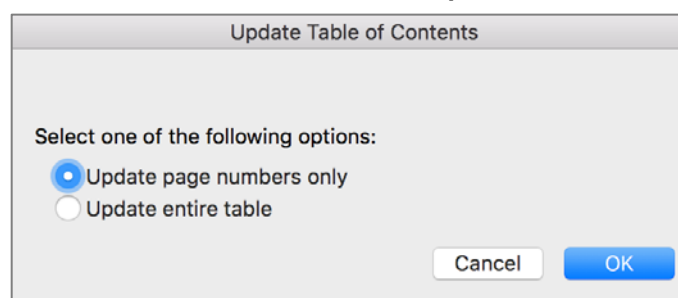 Update Table of Contents
Select one of the following options:
Update page numbers only
Update entire table
Cancel OK